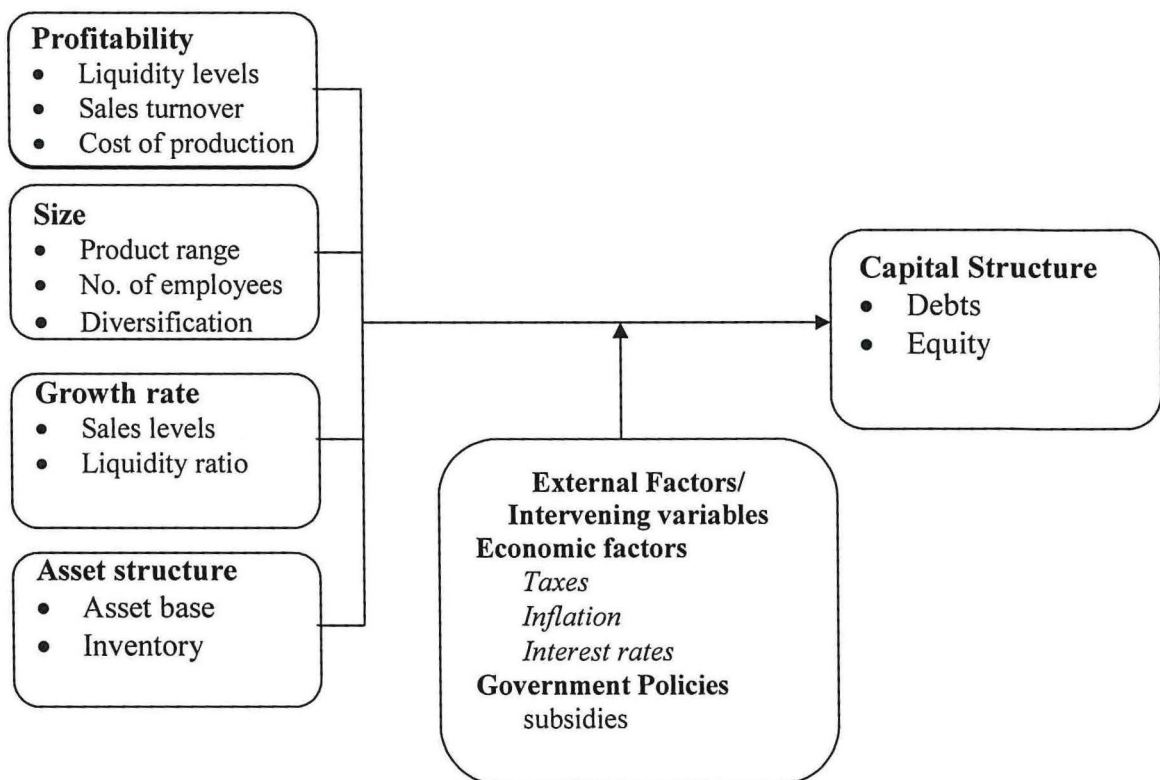 Profitability
• Liquidity levels
• Sales turnover
• Cost of production
Size
• Product range
• No. of employees
• Diversification
Growth rate
• Sales levels
• Liquidity ratio
Asset structure
• Asset base
• Inventory
External Factors/
Intervening variables
Economic factors
Taxes
Inflation
Interest rates
Government Policies
subsidies
Capital Structure
• Debts
• Equity